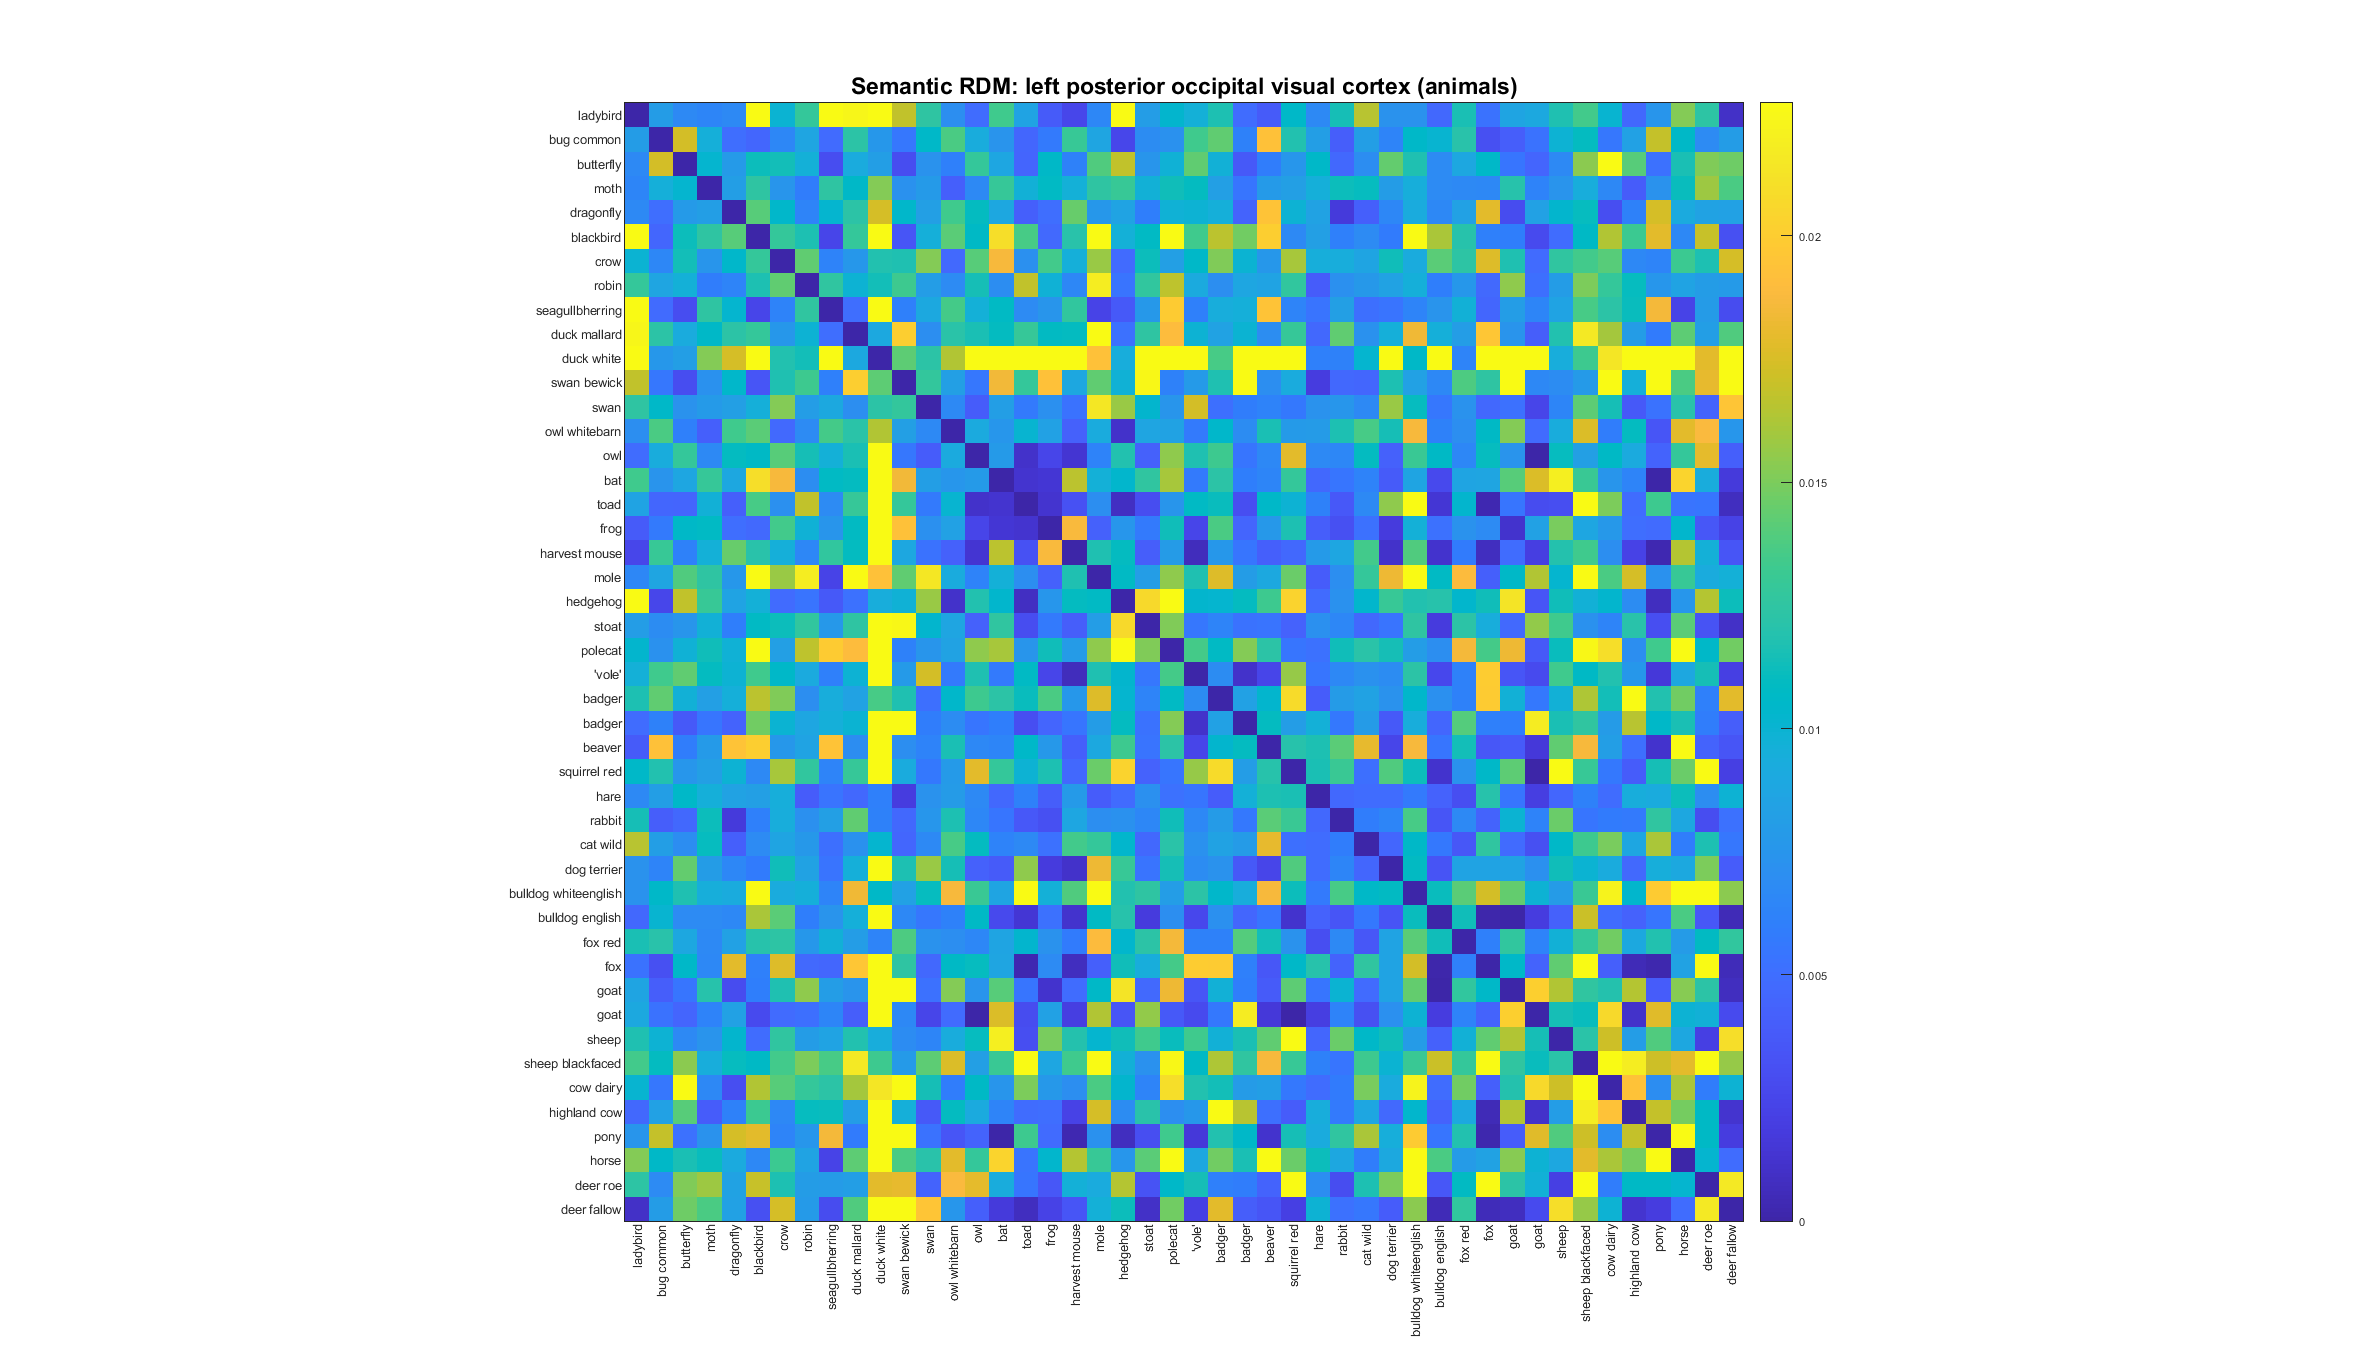 Semantic RDM: left posterior occipital visual cortex (animals)
ladybird
bug common
butterfly
moth
dragonfly
blackbird
crow
robin
seagullbherring
duck mallard
duck white
swan bewick
swan
owl whitebarn
owl
bat
toad
frog
harvest mouse
mole
hedgehog
stoat
polecat
'vole'
badger
badger
beaver
squirrel red
hare
rabbit
cat wild
dog terrier
bulldog whiteenglish
bulldog english
fox red
fox
goat
goat
sheep
sheep blackfaced
cow dairy
highland cow
pony
horse
deer roe
deer fallow
0.02
0.015
0.01
0.005
0
ladybird
bug common
butterfly
moth
dragonfly
blackbird
crow
robin
seagullbherring
duck mallard
duck white
swan bewick
swan
owl whitebarn
owl
bat
toad
frog
harvest mouse
mole
hedgehog
stoat
polecat
'vole'
badger
badger
beaver
squirrel red
hare
rabbit
cat wild
dog terrier
bulldog whiteenglish
bulldog english
fox red
fox
goat
goat
sheep
sheep blackfaced
cow dairy
highland cow
pony
horse
deer roe
deer fallow